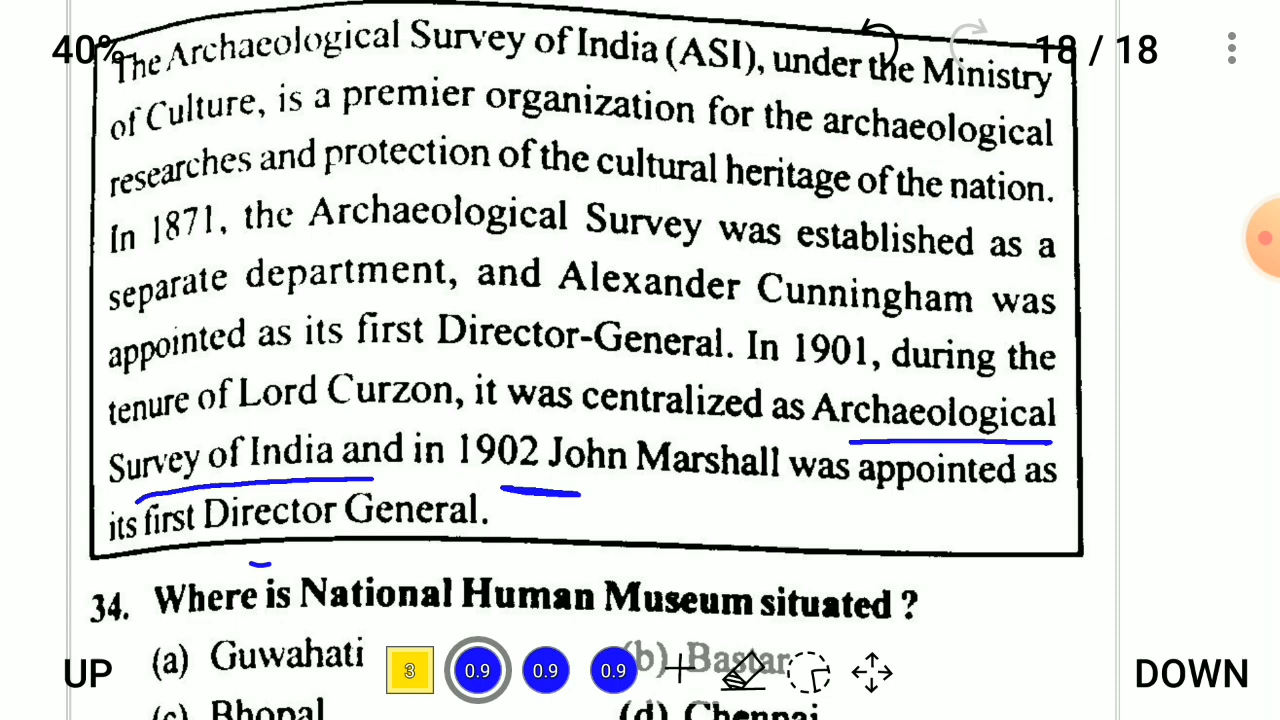 40%
18 / 18
The Archaeological Survey of India (ASI), under the Ministry
of Culture, is a premier organization for the archaeological
researches and protection of the cultural heritage of the nation.
In 1871, the Archaeological Survey was established as a
separate department, and Alexander Cunningham was
appointed as its first Director-General. In 1901, during the
tenure of Lord Curzon, it was centralized as Archaeological
Survey of India and in 1902 John Marshall was appointed as
its first Director General.
34. Where is National Human Museum situated ?
(a) Guwahati (b) Bastar
UP 3 0.9 0.9 0.9 DOWN
(c) Bhopal (d) Chennai